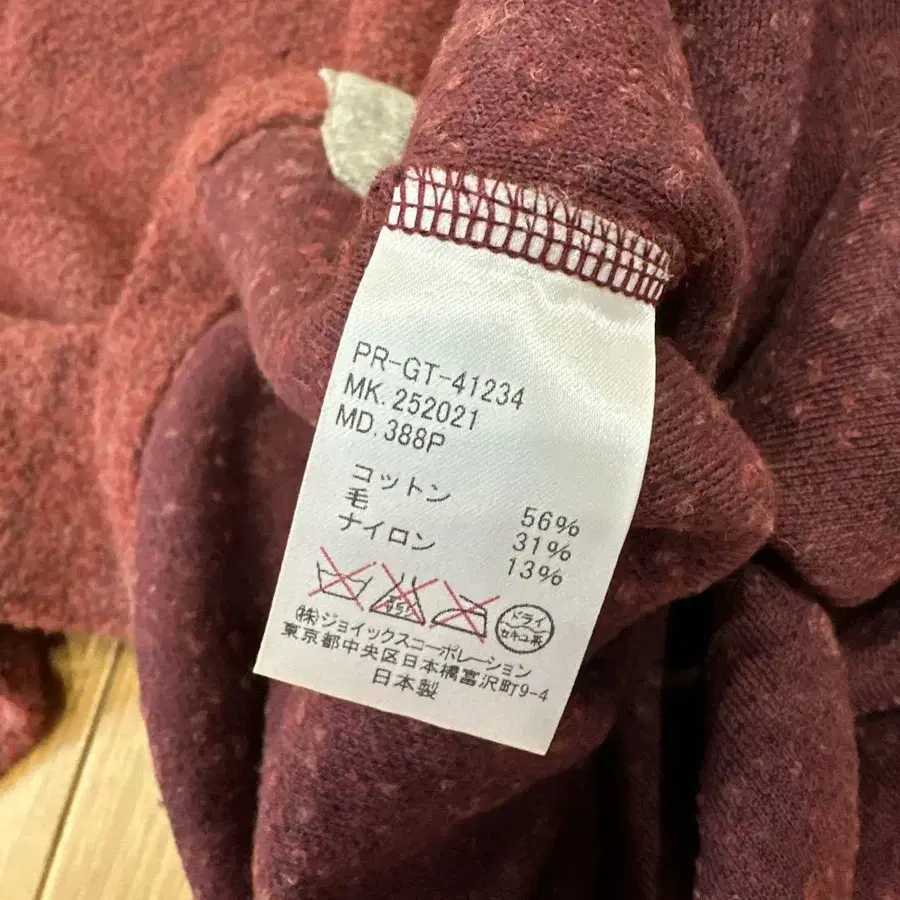 PR-GT-41234
MK. 252021
MD. 388P
コットン 56%
毛 31%
ナイロン 13%
ドライ
セキユ系
(株)ジョイックスコーポレーション
東京都中央区日本橋宮沢町9-4
日本製